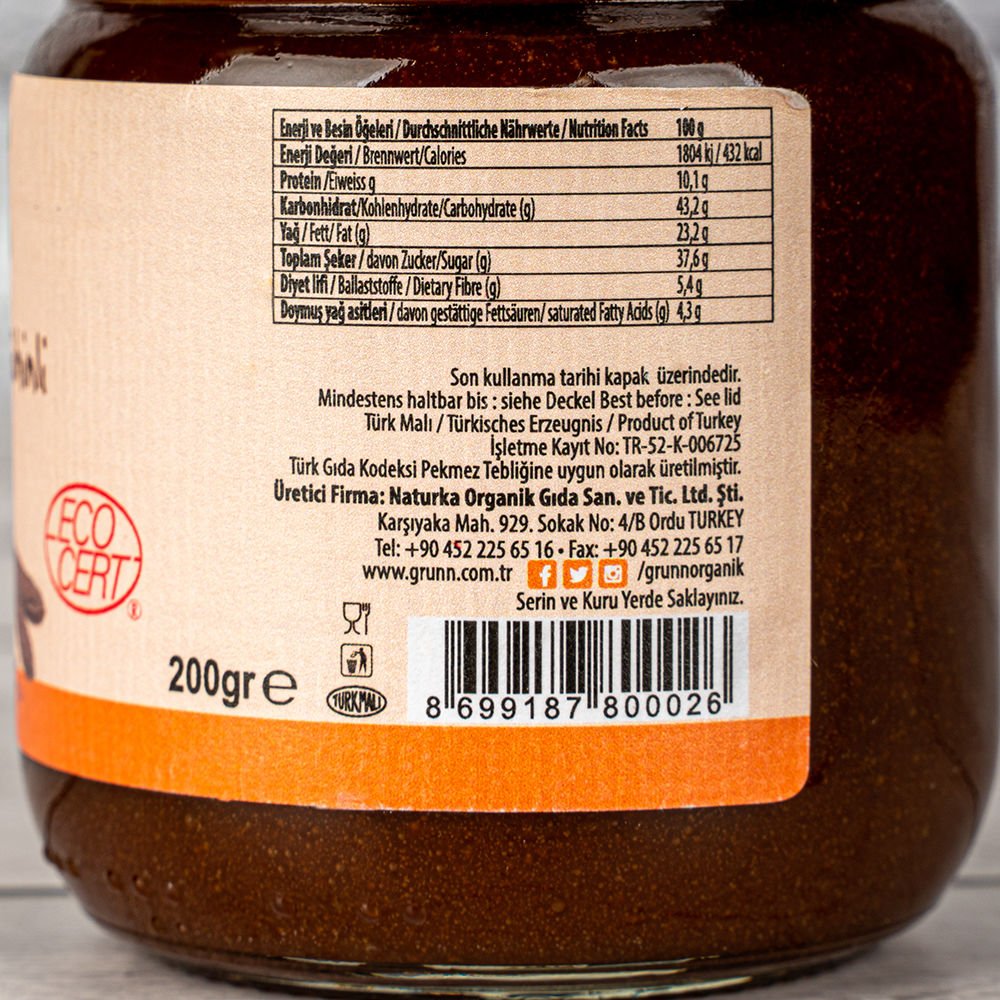 Enerji ve Besin Öğeleri / Durchschnittliche Nährwerte / Nutrition Facts 100 g
Enerji Değeri / Brennwert/Calories 1804 kj / 432 kcal
Protein /Eiweiss g 10,1 g
Karbonhidrat/Kohlenhydrate/Carbohydrate (g) 43,2 g
Yağ / Fett/ Fat (g) 23,2 g
Toplam Şeker / davon Zucker/Sugar (g) 37,6 g
Diyet lifi / Ballaststoffe / Dietary Fibre (g) 5,4 g
Doymuş yağ asitleri / davon gestättige Fettsäuren/ saturated Fatty Acids (g) 4,3 g
Son kullanma tarihi kapak üzerindedir.
Mindestens haltbar bis : siehe Deckel Best before : See lid
Türk Malı / Türkisches Erzeugnis / Product of Turkey
İşletme Kayıt No: TR-52-K-006725
Türk Gıda Kodeksi Pekmez Tebliğine uygun olarak üretilmiştir.
Üretici Firma: Naturka Organik Gıda San. ve Tic. Ltd. Şti.
Karşıyaka Mah. 929. Sokak No: 4/B Ordu TURKEY
Tel: +90 452 225 65 16 • Fax: +90 452 225 65 17
www.grunn.com.tr /grunnorganik
Serin ve Kuru Yerde Saklayınız.
ECO
CERT
®
200gr e
TÜRK MALI
8 699187 800026